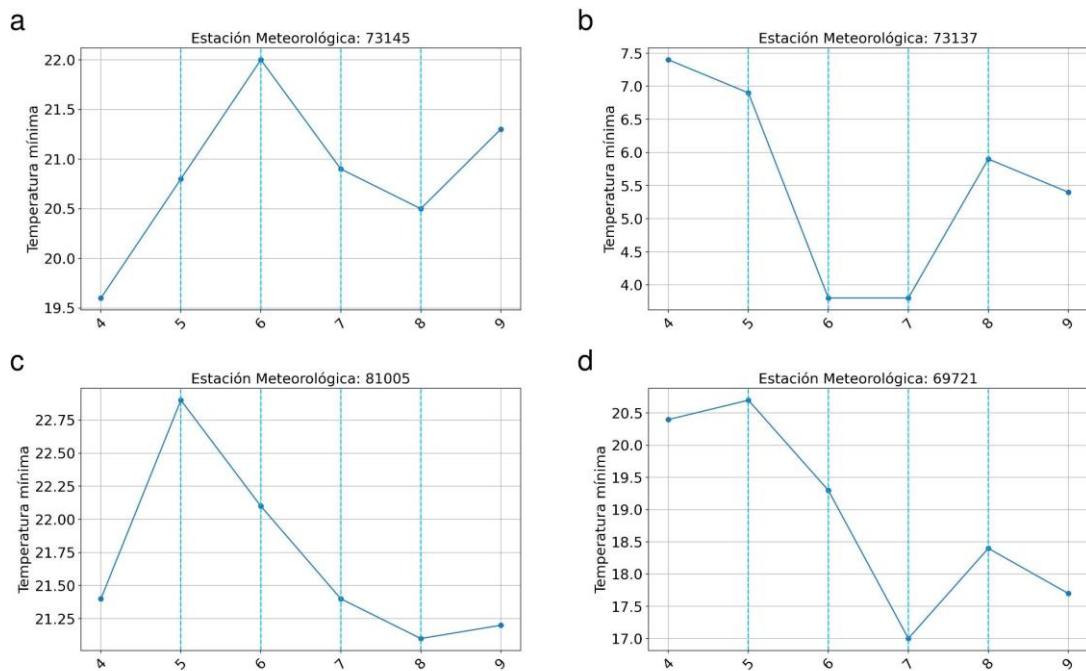 a
Estación Meteorológica: 73145
Temperatura mínima
22.0
21.5
21.0
20.5
20.0
19.5
4 5 6 7 8 9
b
Estación Meteorológica: 73137
Temperatura mínima
7.5
7.0
6.5
6.0
5.5
5.0
4.5
4.0
4 5 6 7 8 9
c
Estación Meteorológica: 81005
Temperatura mínima
22.75
22.50
22.25
22.00
21.75
21.50
21.25
4 5 6 7 8 9
d
Estación Meteorológica: 69721
Temperatura mínima
20.5
20.0
19.5
19.0
18.5
18.0
17.5
17.0
4 5 6 7 8 9